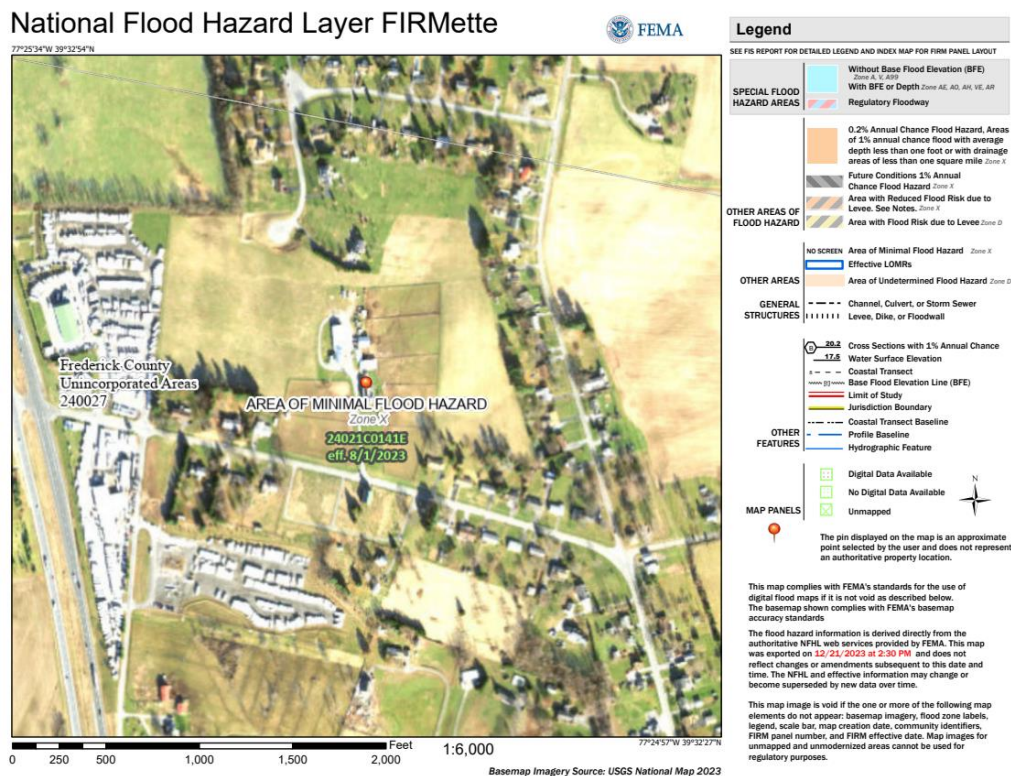 National Flood Hazard Layer FIRMette
FEMA
77°25'34"W 39°32'54"N
Frederick County
Unincorporated Areas
240027
AREA OF MINIMAL FLOOD HAZARD
Zone X
24021C0141E
eff. 8/1/2023
77°24'57"W 39°32'27"N
Feet
1:6,000
0 250 500 1,000 1,500 2,000
Basemap Imagery Source: USGS National Map 2023
Legend
SEE FIS REPORT FOR DETAILED LEGEND AND INDEX MAP FOR FIRM PANEL LAYOUT
SPECIAL FLOOD
HAZARD AREAS
Without Base Flood Elevation (BFE)
Zone A, V, A99
With BFE or Depth Zone AE, AO, AH, VE, AR
Regulatory Floodway
OTHER AREAS OF
FLOOD HAZARD
0.2% Annual Chance Flood Hazard, Areas
of 1% annual chance flood with average
depth less than one foot or with drainage
areas of less than one square mile Zone X
Future Conditions 1% Annual
Chance Flood Hazard Zone X
Area with Reduced Flood Risk due to
Levee. See Notes. Zone X
Area with Flood Risk due to Levee Zone D
OTHER AREAS
NO SCREEN Area of Minimal Flood Hazard Zone X
Effective LOMRs
Area of Undetermined Flood Hazard Zone D
GENERAL
STRUCTURES
Channel, Culvert, or Storm Sewer
Levee, Dike, or Floodwall
OTHER
FEATURES
B 20.2 Cross Sections with 1% Annual Chance
17.5 Water Surface Elevation
Coastal Transect
Base Flood Elevation Line (BFE)
Limit of Study
Jurisdiction Boundary
Coastal Transect Baseline
Profile Baseline
Hydrographic Feature
MAP PANELS
Digital Data Available
No Digital Data Available
Unmapped
N
The pin displayed on the map is an approximate
point selected by the user and does not represent
an authoritative property location.
This map complies with FEMA's standards for the use of
digital flood maps if it is not void as described below.
The basemap shown complies with FEMA's basemap
accuracy standards
The flood hazard information is derived directly from the
authoritative NFHL web services provided by FEMA. This map
was exported on 12/21/2023 at 2:30 PM and does not
reflect changes or amendments subsequent to this date and
time. The NFHL and effective information may change or
become superseded by new data over time.
This map image is void if the one or more of the following map
elements do not appear: basemap imagery, flood zone labels,
legend, scale bar, map creation date, community identifiers,
FIRM panel number, and FIRM effective date. Map images for
unmapped and unmodernized areas cannot be used for
regulatory purposes.